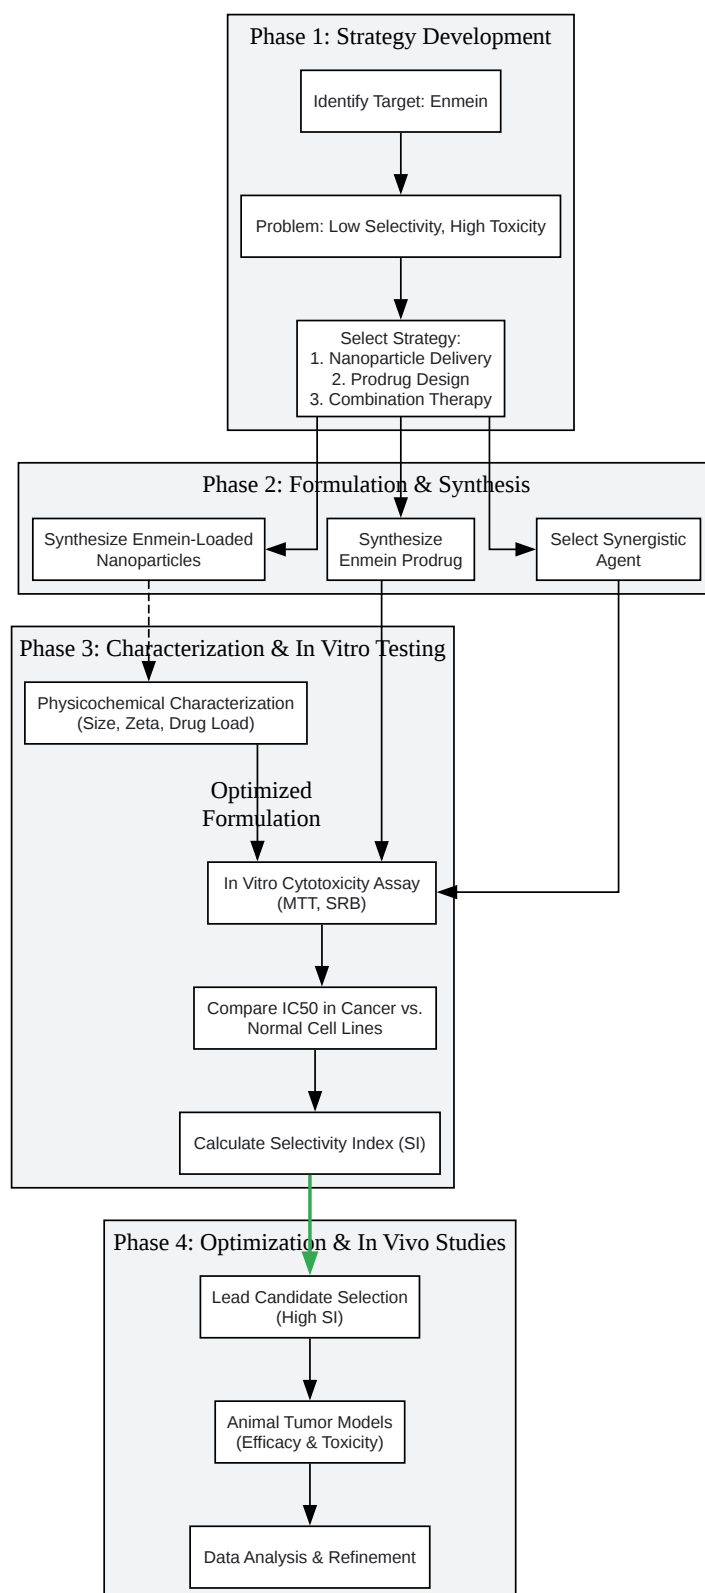 Phase 1: Strategy Development
Identify Target: Enmein
Problem: Low Selectivity, High Toxicity
Select Strategy:
1. Nanoparticle Delivery
2. Prodrug Design
3. Combination Therapy
Phase 2: Formulation & Synthesis
Synthesize Enmein-Loaded
Nanoparticles
Synthesize
Enmein Prodrug
Select Synergistic
Agent
Phase 3: Characterization & In Vitro Testing
Physicochemical Characterization
(Size, Zeta, Drug Load)
Optimized
Formulation
In Vitro Cytotoxicity Assay
(MTT, SRB)
Compare IC50 in Cancer vs.
Normal Cell Lines
Calculate Selectivity Index (SI)
Phase 4: Optimization & In Vivo Studies
Lead Candidate Selection
(High SI)
Animal Tumor Models
(Efficacy & Toxicity)
Data Analysis & Refinement